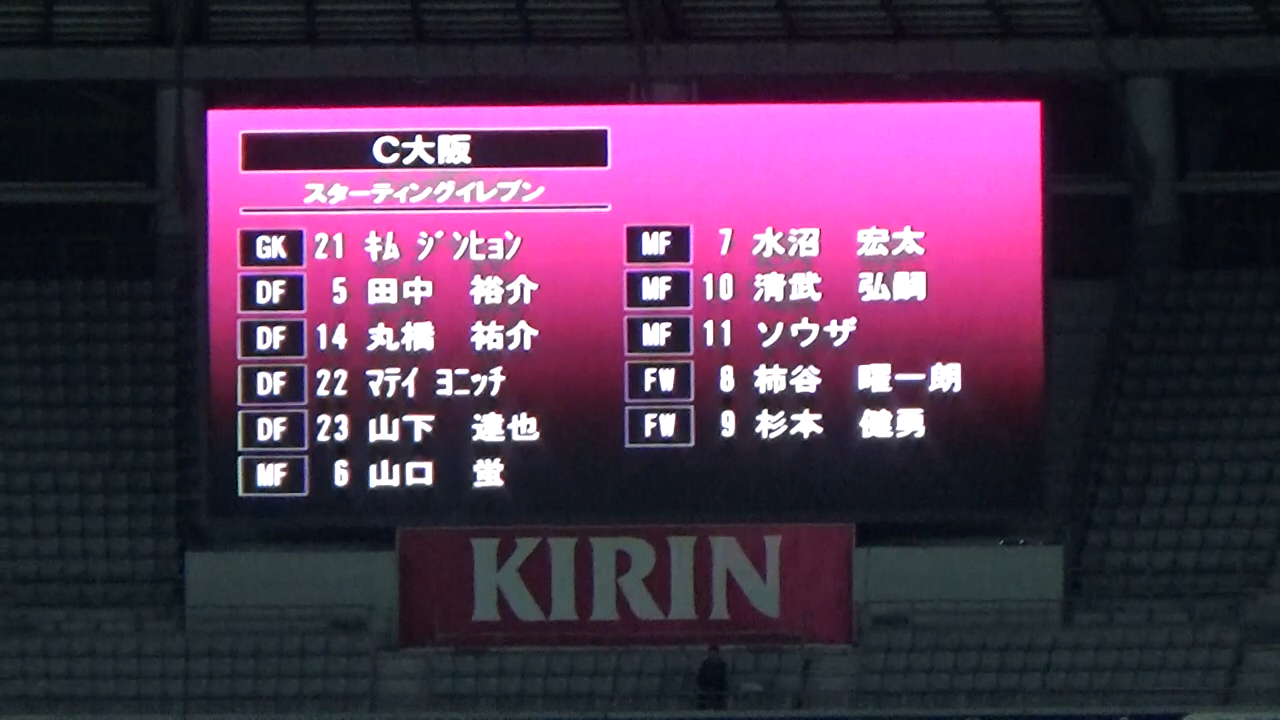 C大阪
スターティングイレブン
GK 21 ｷﾑ ｼﾞﾝﾋｮﾝ
DF 5 田中 裕介
DF 14 丸橋 祐介
DF 22 ﾏﾃｲ ﾖﾆｯﾁ
DF 23 山下 達也
MF 6 山口 蛍
MF 7 水沼 宏太
MF 10 清武 弘嗣
MF 11 ソウザ
FW 8 柿谷 曜一朗
FW 9 杉本 健勇
KIRIN